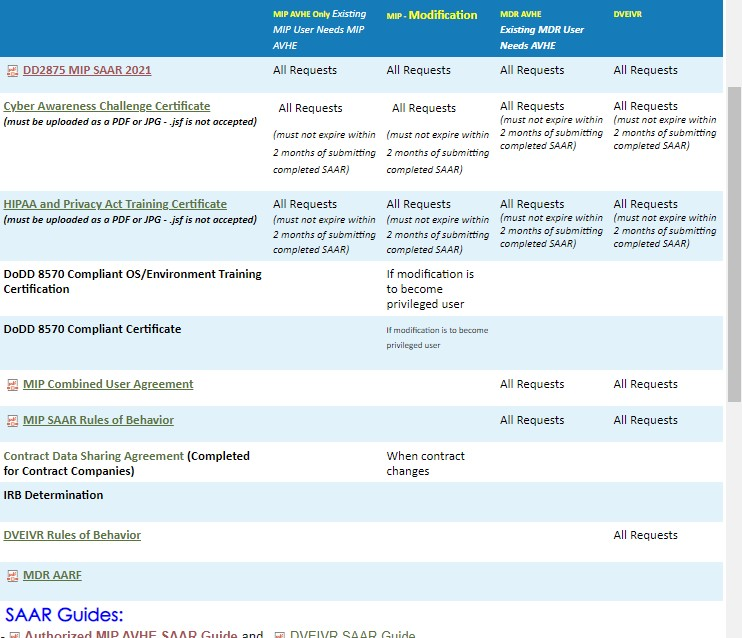 MIP AVHE Only Existing MIP User Needs MIP AVHE
MIP - Modification
MDR AVHE Existing MDR User Needs AVHE
DVEIVR
DD2875 MIP SAAR 2021
All Requests
All Requests
All Requests
All Requests
Cyber Awareness Challenge Certificate
(must be uploaded as a PDF or JPG - .jsf is not accepted)
All Requests
(must not expire within
2 months of submitting
completed SAAR)
All Requests
(must not expire within
2 months of submitting
completed SAAR)
All Requests
(must not expire within
2 months of submitting
completed SAAR)
All Requests
(must not expire within
2 months of submitting
completed SAAR)
HIPAA and Privacy Act Training Certificate
(must be uploaded as a PDF or JPG - .jsf is not accepted)
All Requests
(must not expire within
2 months of submitting
completed SAAR)
All Requests
(must not expire within
2 months of submitting
completed SAAR)
All Requests
(must not expire within
2 months of submitting
completed SAAR)
All Requests
(must not expire within
2 months of submitting
completed SAAR)
DoDD 8570 Compliant OS/Environment Training
Certification
If modification is
to become
privileged user
DoDD 8570 Compliant Certificate
If modification is to become
privileged user
MIP Combined User Agreement
All Requests
All Requests
MIP SAAR Rules of Behavior
All Requests
All Requests
Contract Data Sharing Agreement (Completed
for Contract Companies)
When contract
changes
IRB Determination
DVEIVR Rules of Behavior
All Requests
MDR AARF
SAAR Guides:
- Authorized MIP AVHE SAAR Guide and DVEIVR SAAR Guide